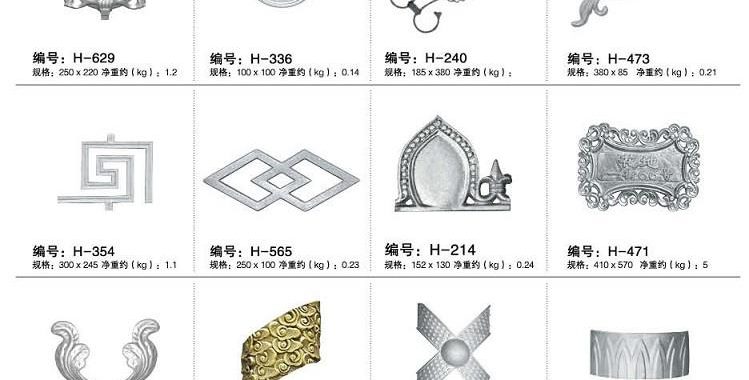 编号：H-629
规格：250 x 220 净重约（kg）：1.2
编号：H-336
规格：100 x 100 净重约（kg）：0.14
编号：H-240
规格：185 x 380 净重约（kg）：
编号：H-473
规格：380 x 85 净重约（kg）：0.21
编号：H-354
规格：300 x 245 净重约（kg）：1.1
编号：H-565
规格：250 x 100 净重约（kg）：0.23
编号：H-214
规格：152 x 130 净重约（kg）：0.24
编号：H-471
规格：410 x 570 净重约（kg）：5